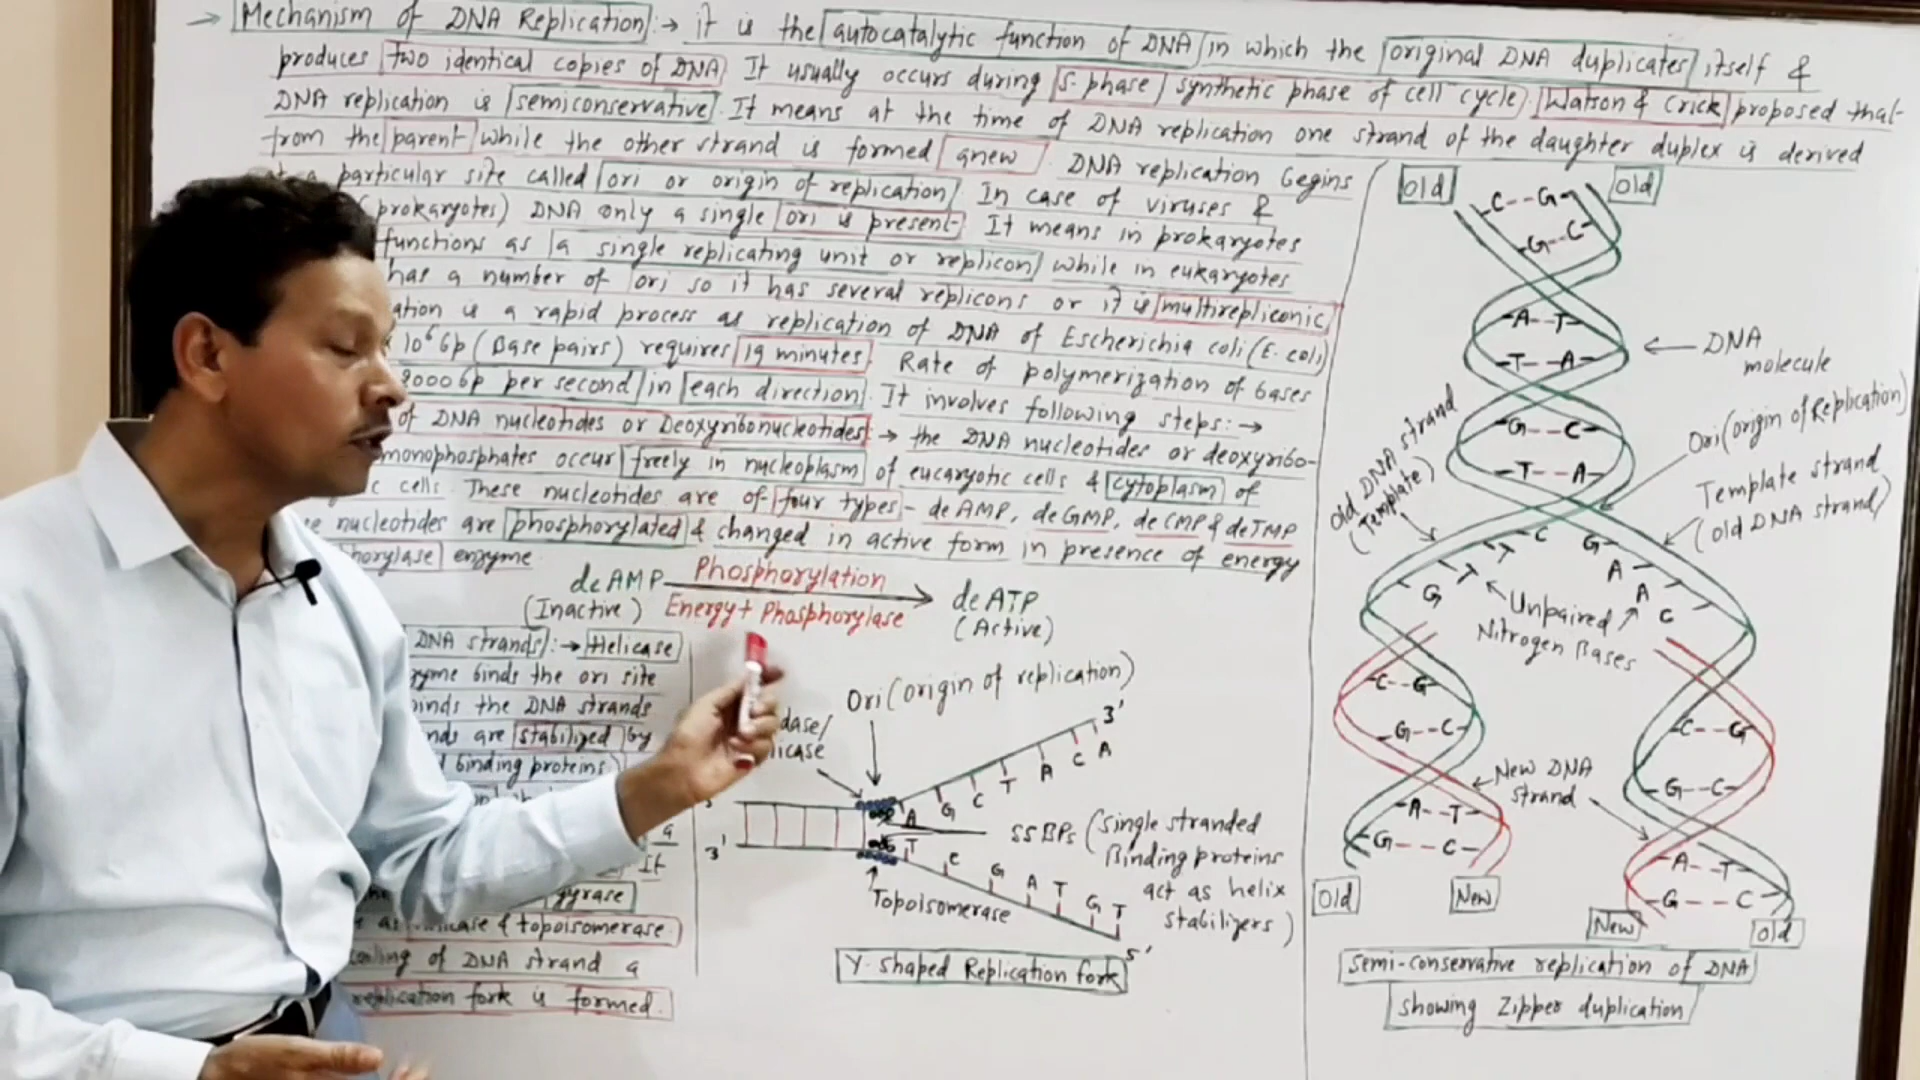 → Mechanism of DNA Replication :→ it is the autocatalytic function of DNA in which the original DNA duplicates itself &
produces two identical copies of DNA It usually occurs during S-phase / synthetic phase of cell cycle. Watson & Crick proposed that
DNA replication is semiconservative. It means at the time of DNA replication one strand of the daughter duplex is derived
from the parent while the other strand is formed anew. DNA replication begins
particular site called ori or origin of replication. In case of viruses &
(prokaryotes) DNA only a single ori is present. It means in prokaryotes
functions as a single replicating unit or replicon while in eukaryotes
has a number of ori so it has several replicons or it is multirepliconic
ation is a rapid process as replication of DNA of Escherichia coli (E. coli)
10⁶ bp (Base pairs) requires 19 minutes. Rate of polymerization of bases
2000 bp per second in each direction. It involves following steps:→
of DNA nucleotides or Deoxyribonucleotides → the DNA nucleotides or deoxyribo-
monophosphates occur freely in nucleoplasm of eucaryotic cells & cytoplasm of
c cells. These nucleotides are of four types - deAMP, deGMP, deCMP & deTMP
nucleotides are phosphorylated & changed in active form in presence of energy
horylase enzyme.
deAMP Phosphorylation deATP
(Inactive) Energy + Phosphorylase (Active)
DNA strands :→ Helicase
zyme binds the ori site
inds the DNA strands
nds are stabilized by
binding proteins)
a
It
gyrase
as icase & topoisomerase.
coiling of DNA strand a
replication fork is formed.
Ori (origin of replication)
dase/
licase
3'
A G C T A C A
SSBPs (single stranded
Binding proteins
act as helix
stabilizers)
3'
T C G A T G T
Topoisomerase
5'
Y-shaped Replication fork
Old Old
C--G
G--C
A--T
T--A
DNA
molecule
G--C
T--A
Ori (origin of Replication)
Old DNA strand
(Template)
Template strand
(old DNA strand)
C T T G
G A A C
Unpaired
Nitrogen Bases
C--G C--G
G--C G--C
New DNA
strand
A--T A--T
G--C G---C
Old New New Old
Semi-conservative replication of DNA
showing Zipper duplication